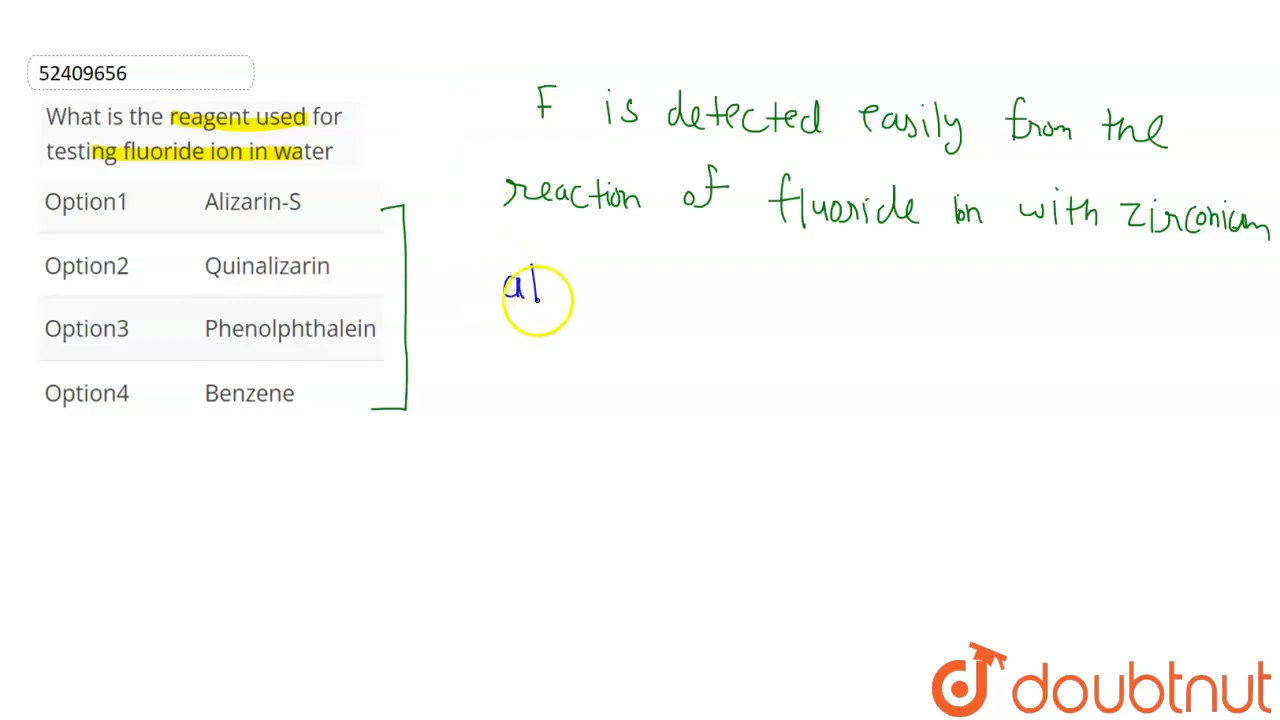 52409656
What is the reagent used for
testing fluoride ion in water
Option1 Alizarin-S
Option2 Quinalizarin
Option3 Phenolphthalein
Option4 Benzene
F is detected easily from the
reaction of fluoride ion with zirconium
al
doubtnut